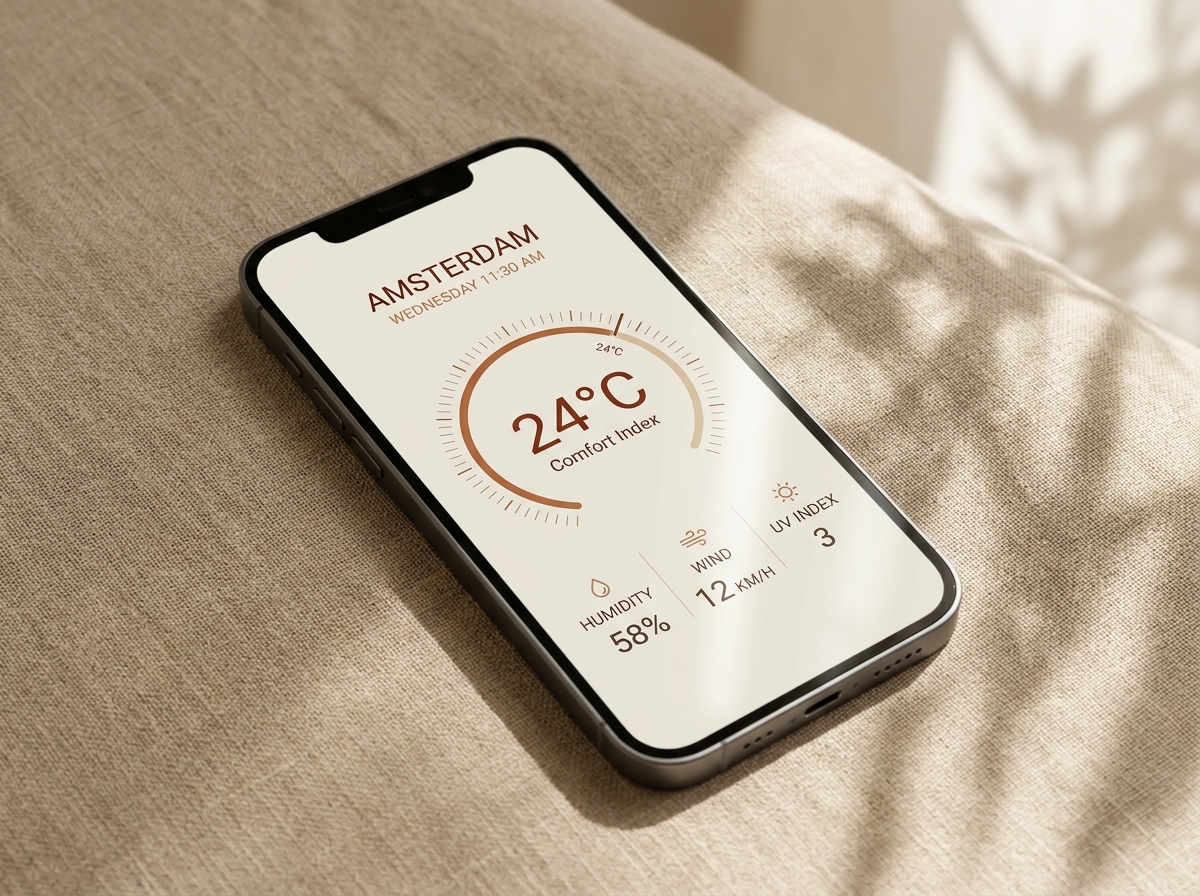 AMSTERDAM
WEDNESDAY 11:30 AM
24°C
24°C
Comfort Index
HUMIDITY
58%
WIND
12 KM/H
UV INDEX
3